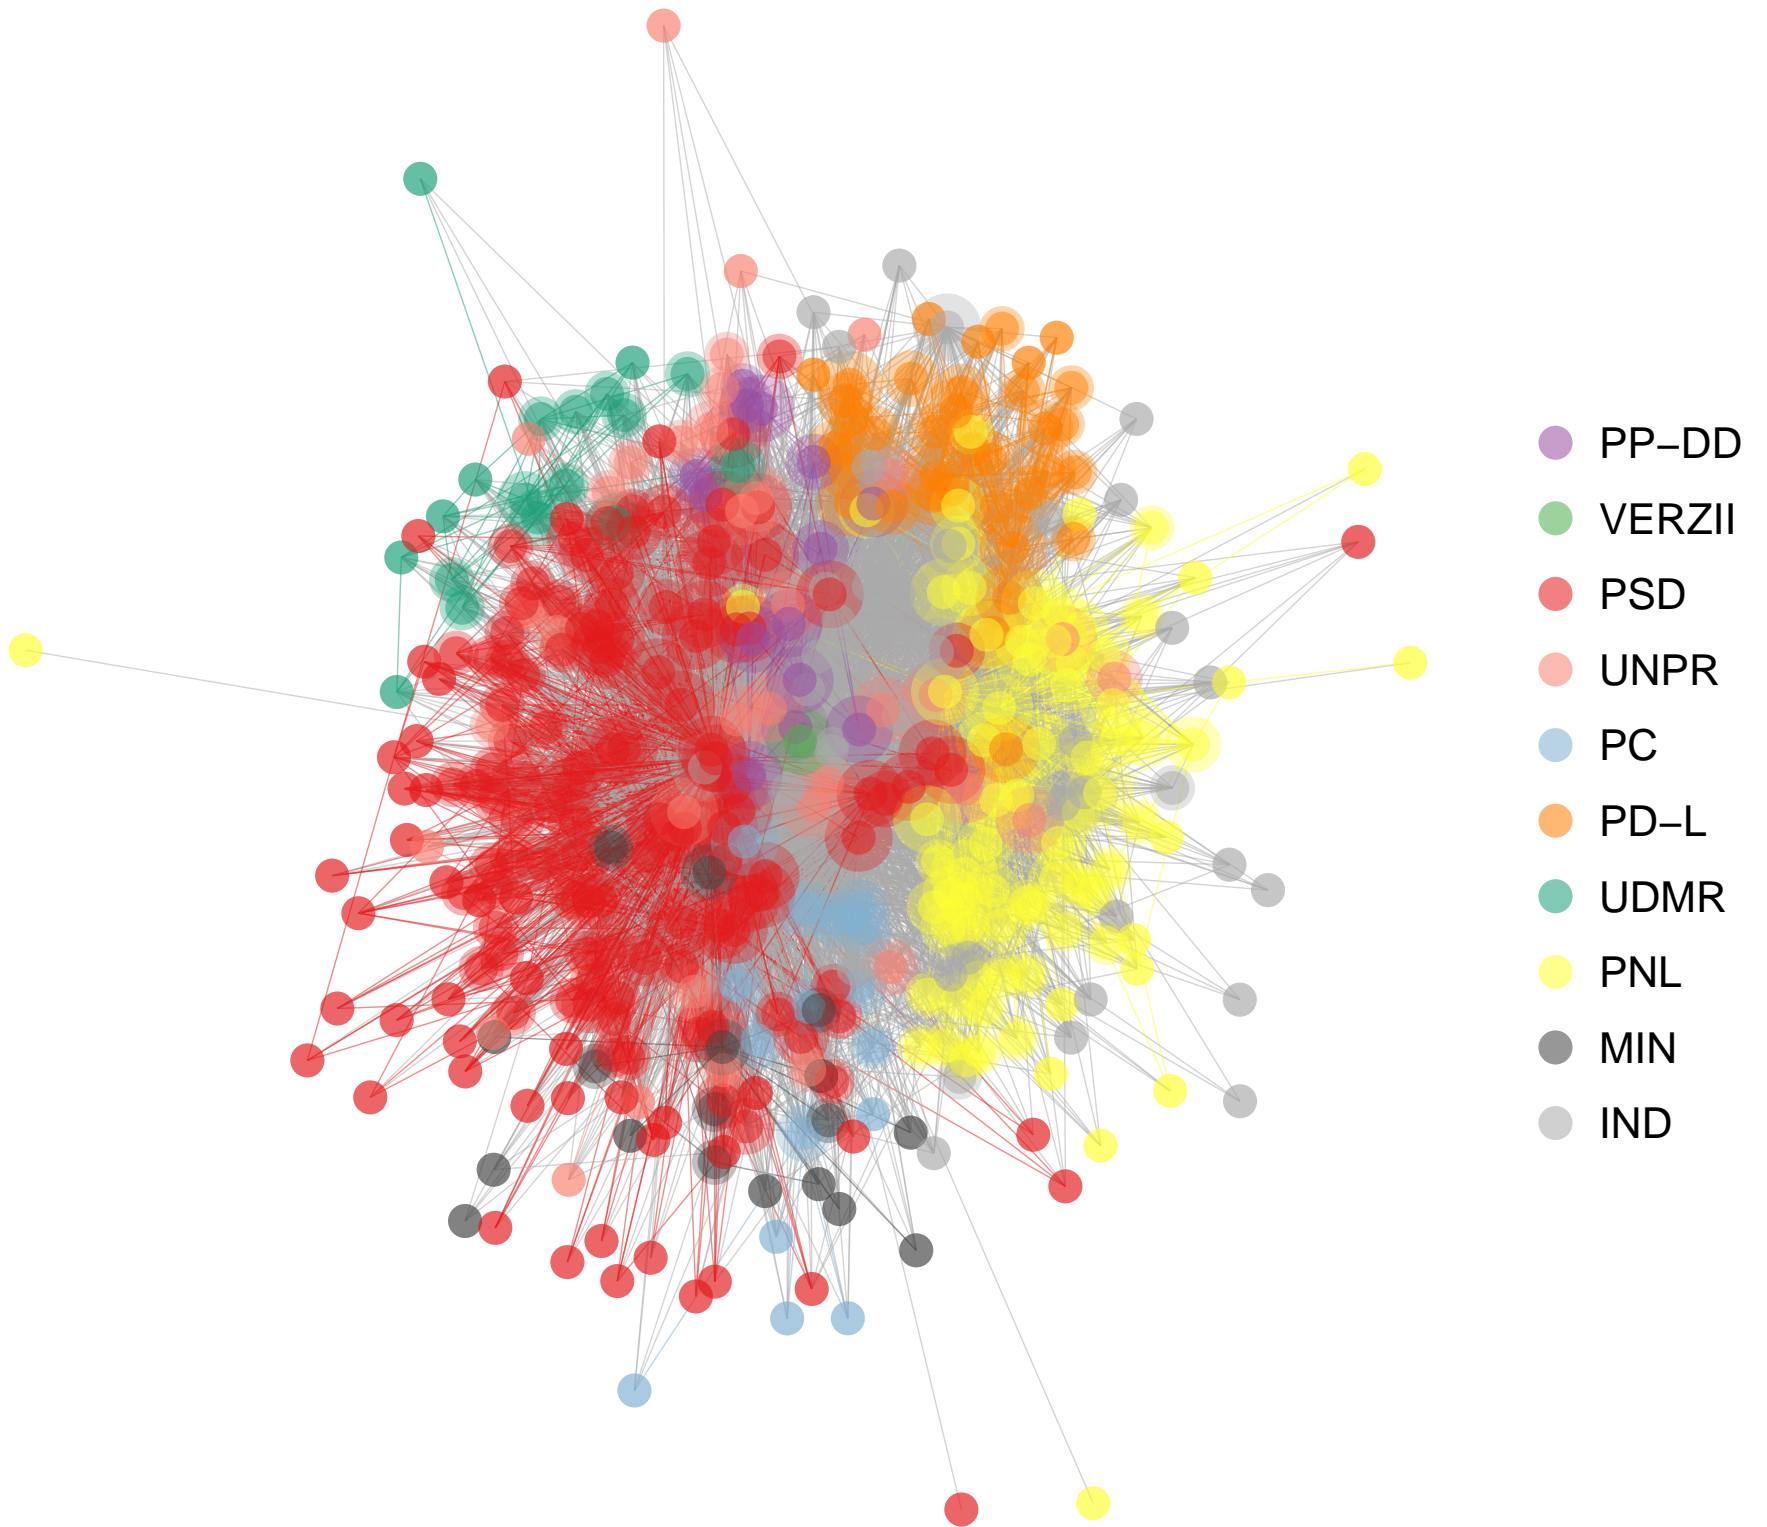 PP–DD
VERZII
PSD
UNPR
PC
PD–L
UDMR
PNL
MIN
IND